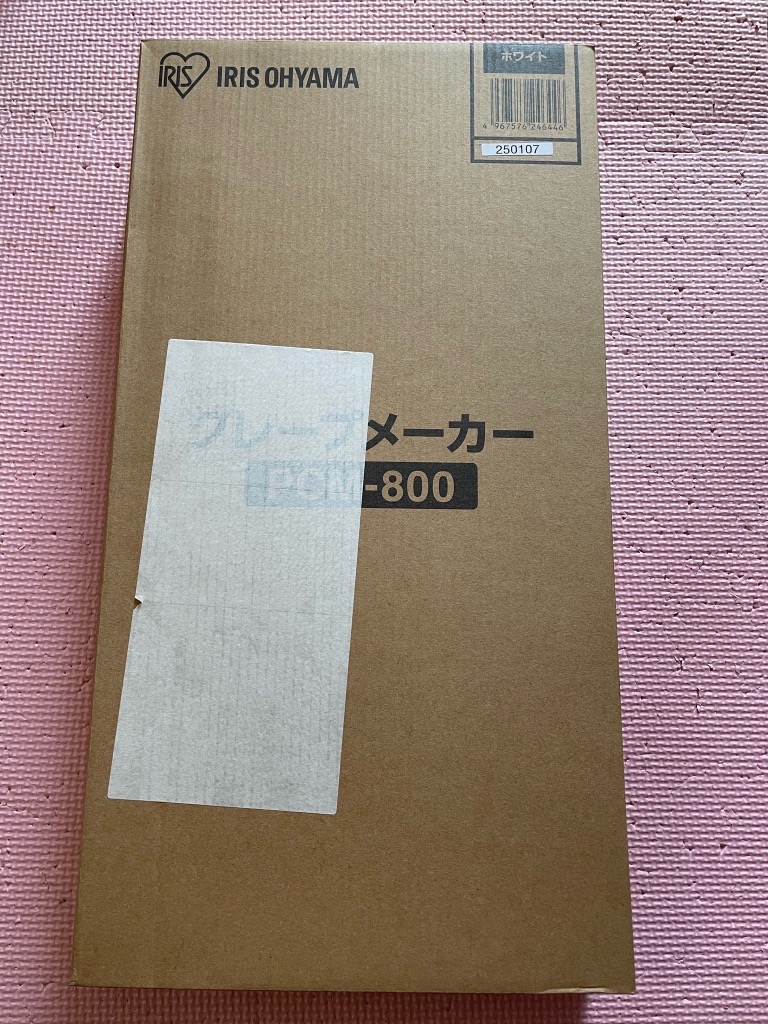 IRIS IRIS OHYAMA
ホワイト
4 967576 246446
250107
クレープメーカー
PCM-800